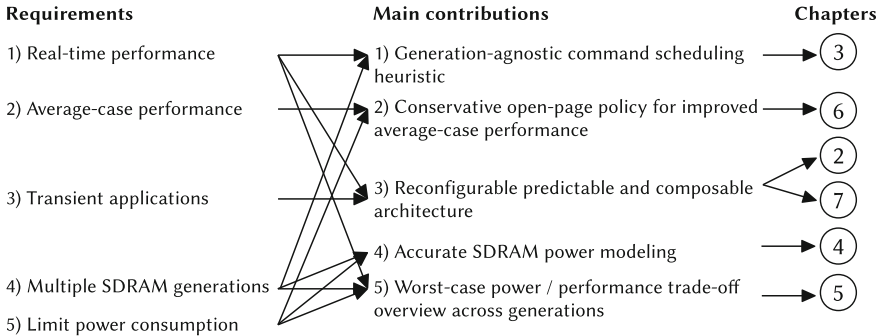 Requirements
Main contributions
Chapters
1) Real-time performance
1) Generation-agnostic command scheduling
heuristic
3
2) Average-case performance
2) Conservative open-page policy for improved
average-case performance
6
3) Transient applications
3) Reconfigurable predictable and composable
architecture
2
7
4) Accurate SDRAM power modeling
4
4) Multiple SDRAM generations
5) Worst-case power / performance trade-off
overview across generations
5
5) Limit power consumption